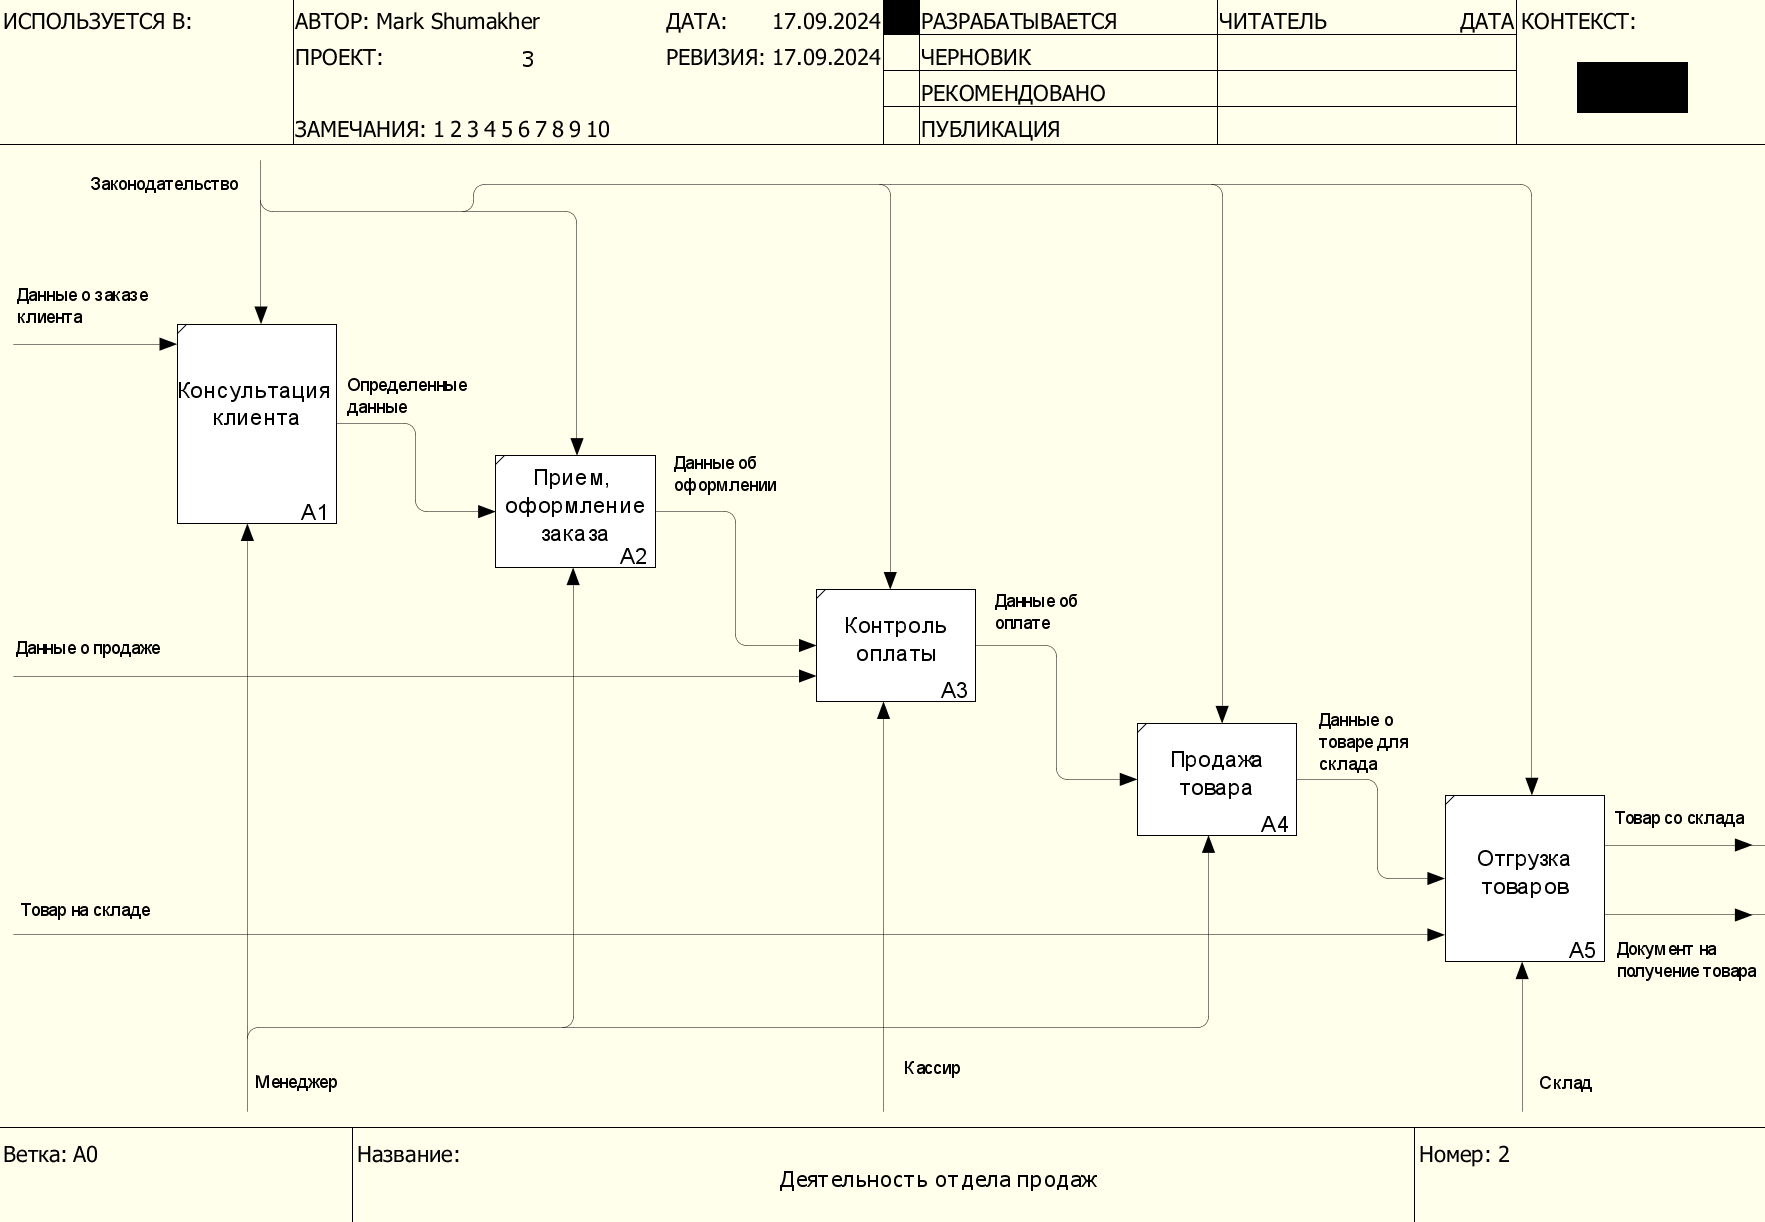 ИСПОЛЬЗУЕТСЯ В:
АВТОР: Mark Shumakher
ДАТА: 17.09.2024
ПРОЕКТ: 3
РЕВИЗИЯ: 17.09.2024
ЗАМЕЧАНИЯ: 1 2 3 4 5 6 7 8 9 10
РАЗРАБАТЫВАЕТСЯ
ЧЕРНОВИК
РЕКОМЕНДОВАНО
ПУБЛИКАЦИЯ
ЧИТАТЕЛЬ
ДАТА
КОНТЕКСТ:
Законодательство
Данные о заказе
клиента
Консультация
клиента
A1
Определенные
данные
Прием,
оформление
заказа
A2
Данные об
оформлении
Данные о продаже
Контроль
оплаты
A3
Данные об
оплате
Продажа
товара
A4
Данные о
товаре для
склада
Товар на складе
Отгрузка
товаров
A5
Товар со склада
Документ на
получение товара
Менеджер
Кассир
Склад
Ветка: A0
Название:
Деятельность отдела продаж
Номер: 2